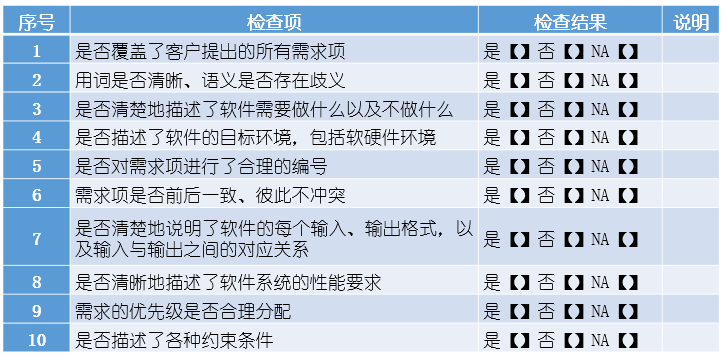 序号 检查项 检查结果 说明
1 是否覆盖了客户提出的所有需求项 是【】否【】NA【】
2 用词是否清晰、语义是否存在歧义 是【】否【】NA【】
3 是否清楚地描述了软件需要做什么以及不做什么 是【】否【】NA【】
4 是否描述了软件的目标环境，包括软硬件环境 是【】否【】NA【】
5 是否对需求项进行了合理的编号 是【】否【】NA【】
6 需求项是否前后一致、彼此不冲突 是【】否【】NA【】
7 是否清楚地说明了软件的每个输入、输出格式，以
及输入与输出之间的对应关系 是【】否【】NA【】
8 是否清晰地描述了软件系统的性能要求 是【】否【】NA【】
9 需求的优先级是否合理分配 是【】否【】NA【】
10 是否描述了各种约束条件 是【】否【】NA【】